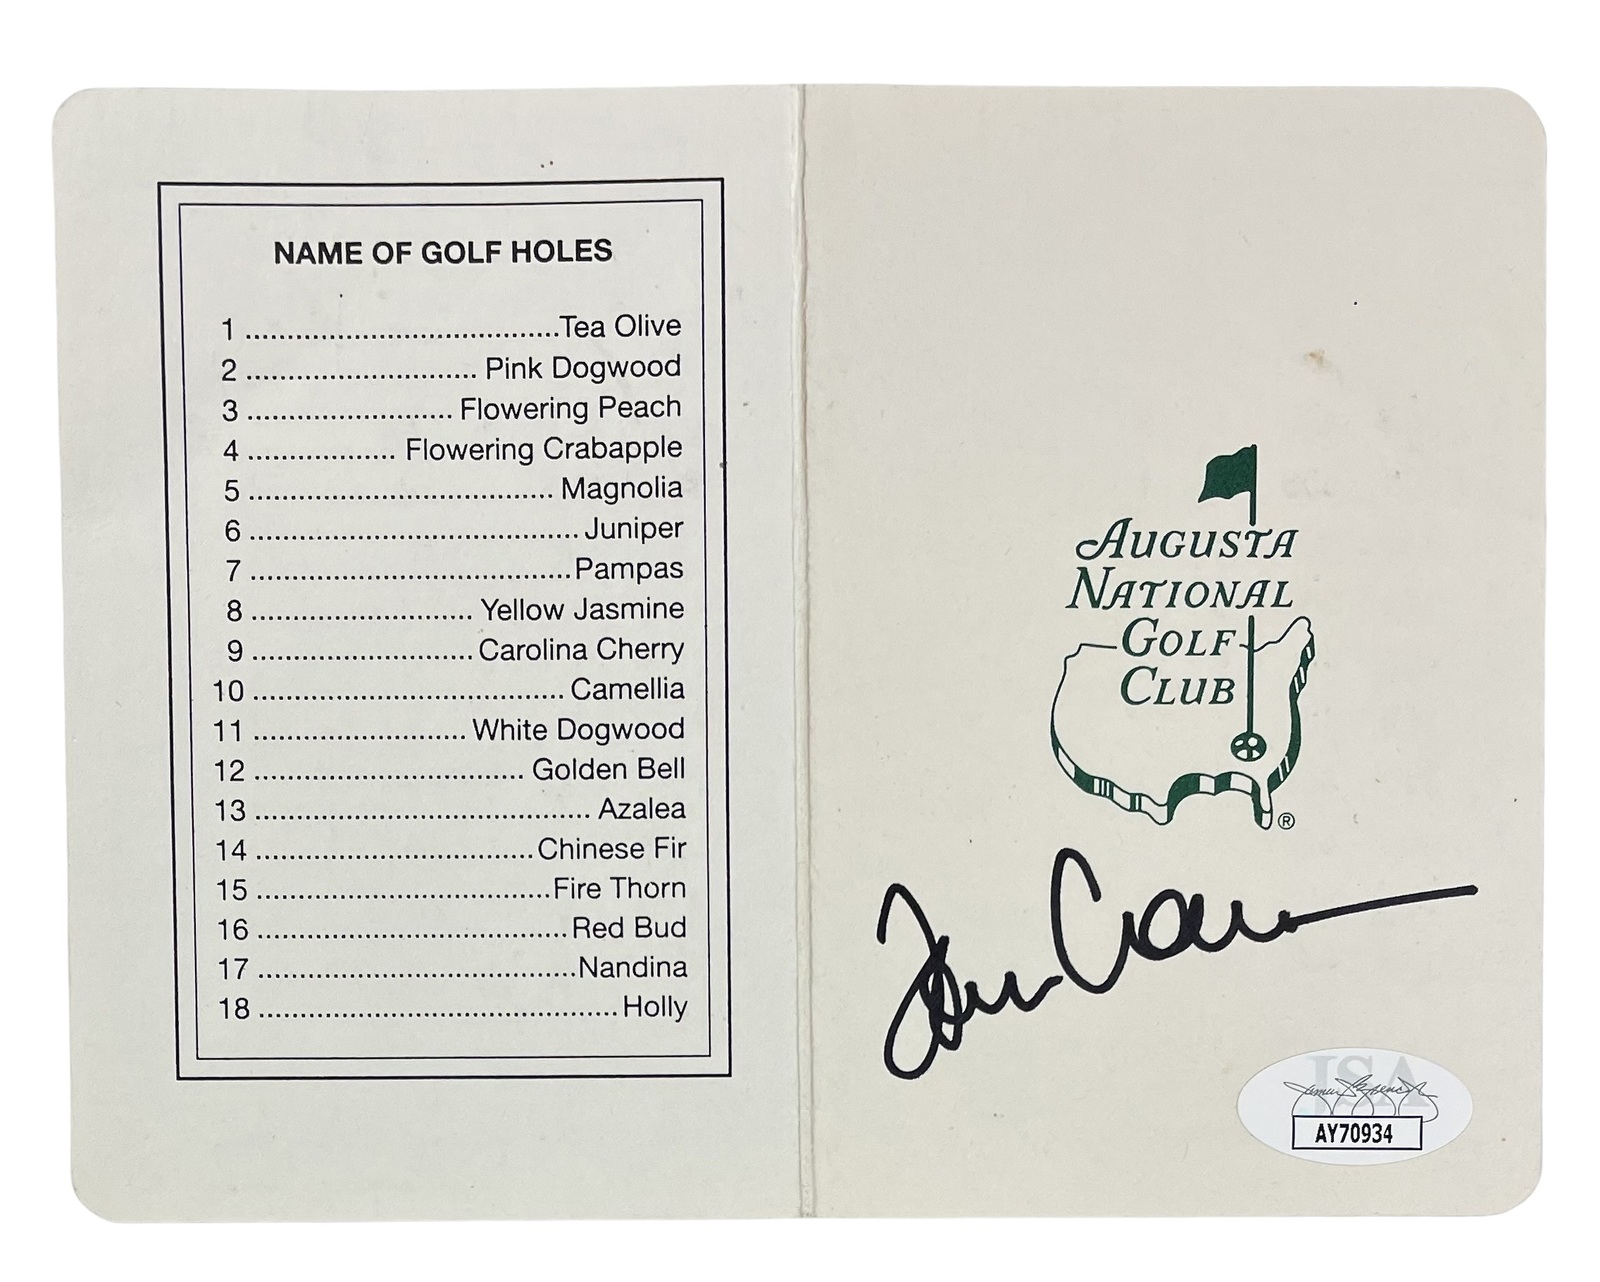 NAME OF GOLF HOLES
1 ..................................... Tea Olive
2 ........................... Pink Dogwood
3 ........................ Flowering Peach
4 ................. Flowering Crabapple
5 .................................... Magnolia
6 ....................................... Juniper
7 ...................................... Pampas
8 .......................... Yellow Jasmine
9 .......................... Carolina Cherry
10 ..................................... Camellia
11 ......................... White Dogwood
12 ................................ Golden Bell
13 ........................................ Azalea
14 ................................. Chinese Fir
15 ................................... Fire Thorn
16 ..................................... Red Bud
17 ...................................... Nandina
18 ........................................... Holly
AUGUSTA
NATIONAL
GOLF
CLUB
®
JSA
AY70934